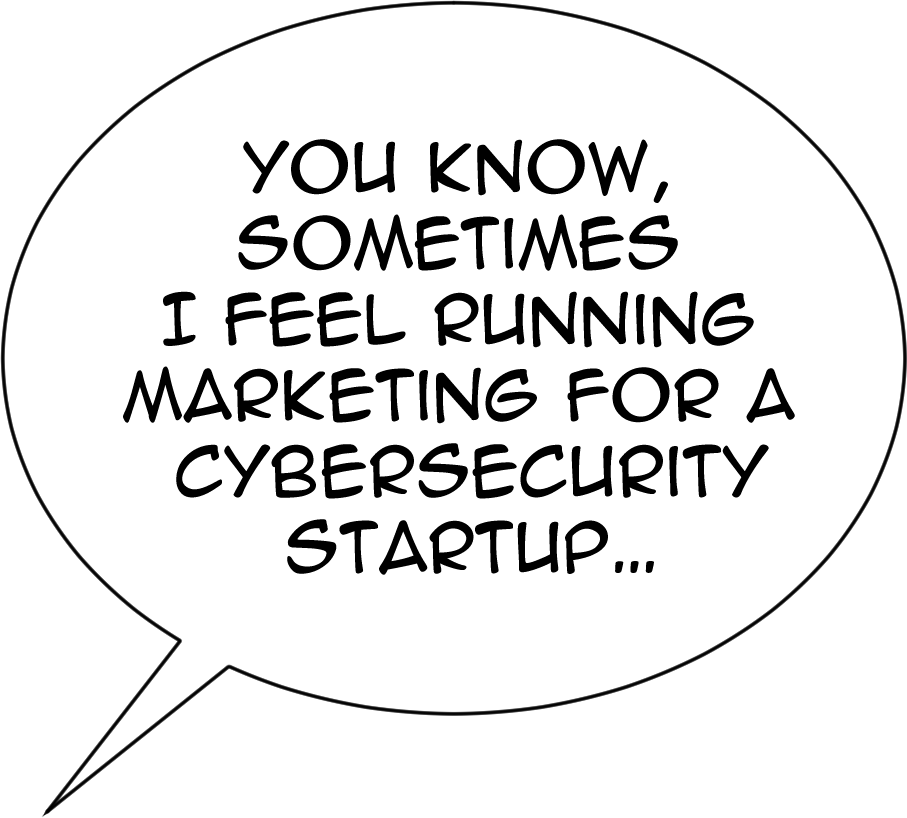 YOU KNOW,
SOMETIMES
I FEEL RUNNING
MARKETING FOR A
CYBERSECURITY
STARTUP...